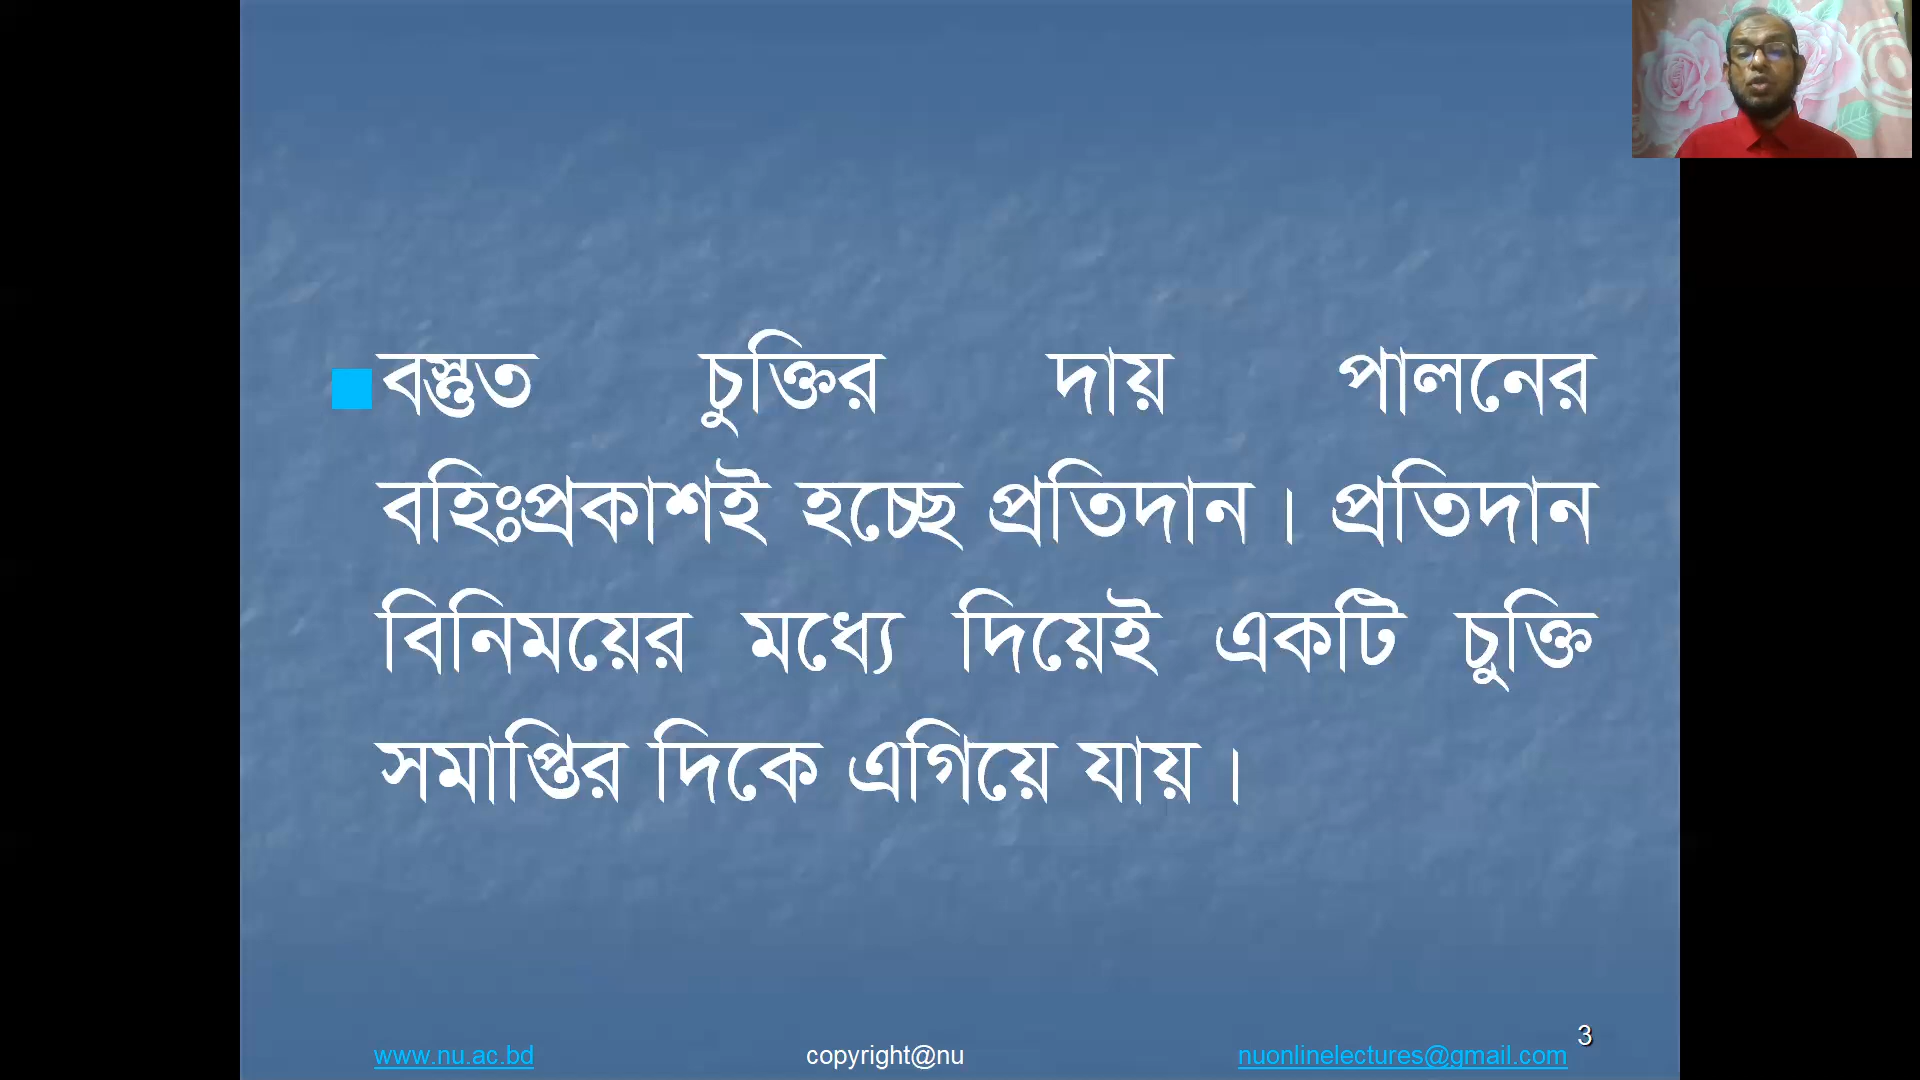 বস্তুত চুক্তির দায় পালনের
বহিঃপ্রকাশই হচ্ছে প্রতিদান। প্রতিদান
বিনিময়ের মধ্যে দিয়েই একটি চুক্তি
সমাপ্তির দিকে এগিয়ে যায়।
3
www.nu.ac.bd copyright@nu nuonlinelectures@gmail.com